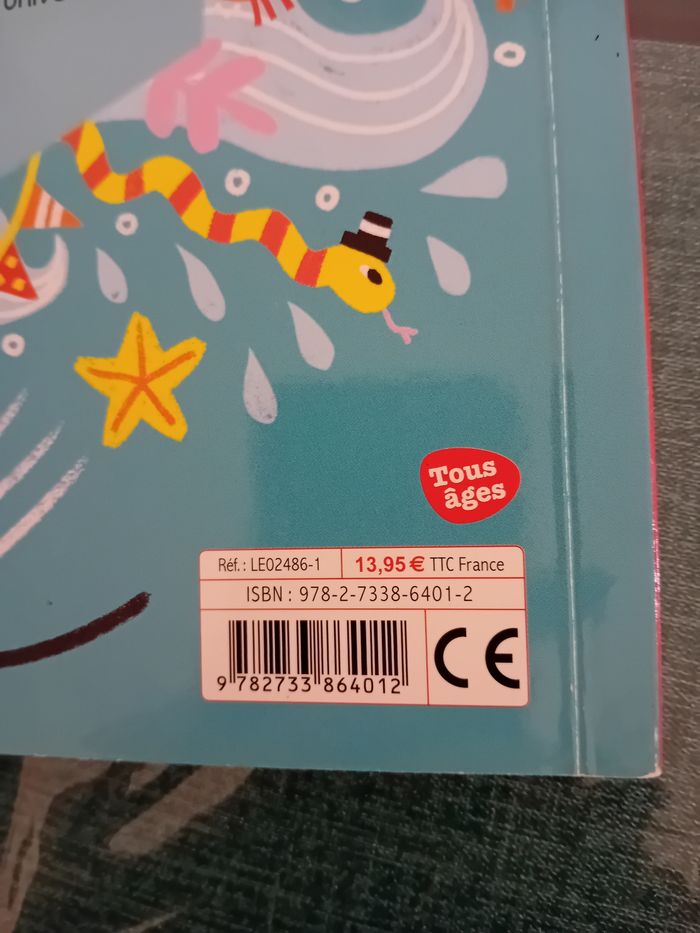 Tous
âges
Réf. : LE02486-1
13,95 € TTC France
ISBN : 978-2-7338-6401-2
9 782733 864012
CE